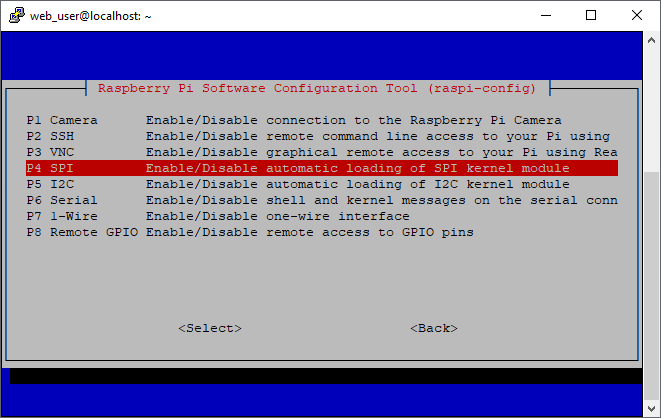 web_user@localhost: ~
Raspberry Pi Software Configuration Tool (raspi-config)
P1 Camera Enable/Disable connection to the Raspberry Pi Camera
P2 SSH Enable/Disable remote command line access to your Pi using
P3 VNC Enable/Disable graphical remote access to your Pi using Rea
P4 SPI Enable/Disable automatic loading of SPI kernel module
P5 I2C Enable/Disable automatic loading of I2C kernel module
P6 Serial Enable/Disable shell and kernel messages on the serial conn
P7 1-Wire Enable/Disable one-wire interface
P8 Remote GPIO Enable/Disable remote access to GPIO pins
<Select> <Back>